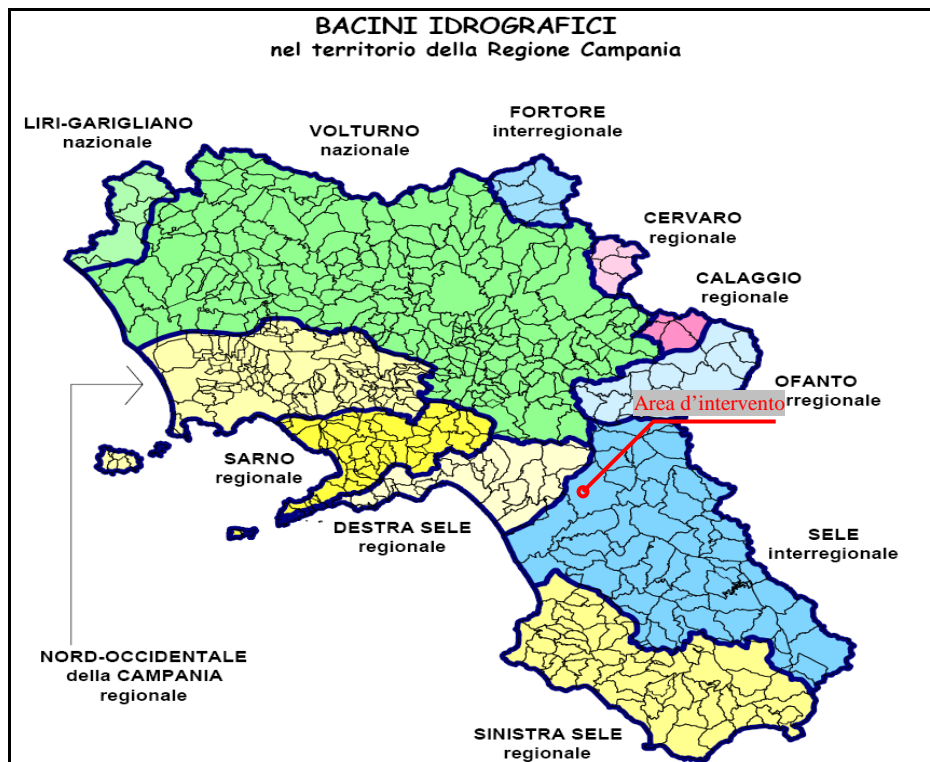 BACINI IDROGRAFICI
nel territorio della Regione Campania
LIRI-GARIGLIANO
nazionale
VOLTURNO
nazionale
FORTORE
interregionale
CERVARO
regionale
CALAGGIO
regionale
OFANTO
rregionale
Area d’intervento
SARNO
regionale
DESTRA SELE
regionale
SELE
interregionale
NORD-OCCIDENTALE
della CAMPANIA
regionale
SINISTRA SELE
regionale